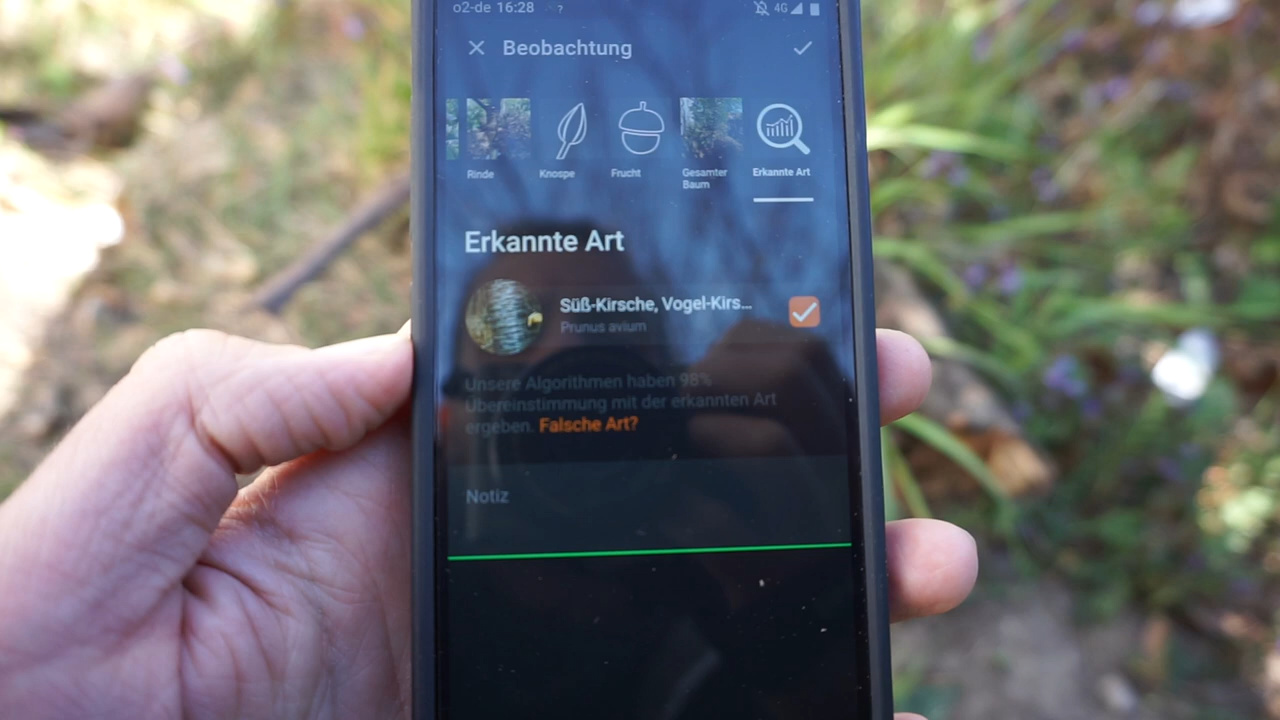 o2-de 16:28 ? 4G
Beobachtung
Rinde Knospe Frucht Gesamter Baum Erkannte Art
Erkannte Art
Süß-Kirsche, Vogel-Kirs...
Prunus avium
Unsere Algorithmen haben 98%
Übereinstimmung mit der erkannten Art
ergeben. Falsche Art?
Notiz